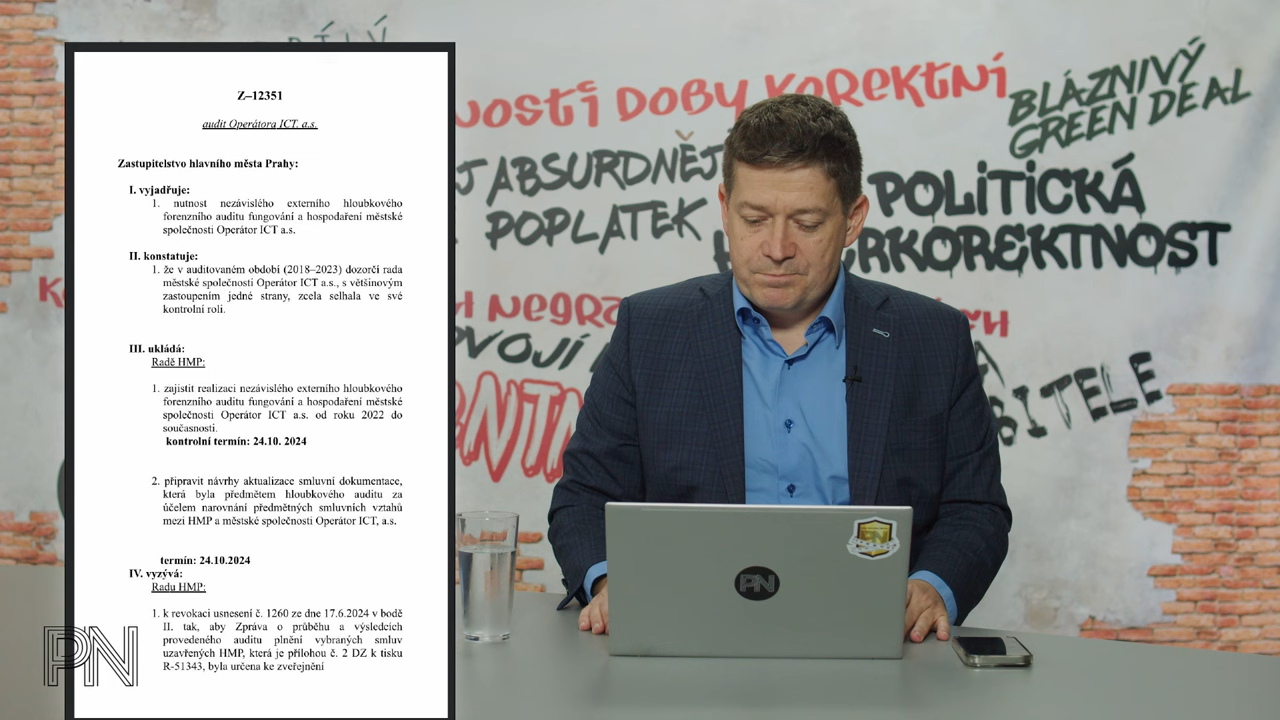 Z–12351
audit Operátora ICT, a.s.
Zastupitelstvo hlavního města Prahy:
I. vyjadřuje:
1. nutnost nezávislého externího hloubkového
forenzního auditu fungování a hospodaření městské
společnosti Operátor ICT a.s.
II. konstatuje:
1. že v auditovaném období (2018–2023) dozorčí rada
městské společnosti Operátor ICT a.s., s většinovým
zastoupením jedné strany, zcela selhala ve své
kontrolní roli.
III. ukládá:
Radě HMP:
1. zajistit realizaci nezávislého externího hloubkového
forenzního auditu fungování a hospodaření městské
společnosti Operátor ICT a.s. od roku 2022 do
současnosti.
kontrolní termín: 24.10. 2024
2. připravit návrhy aktualizace smluvní dokumentace,
která byla předmětem hloubkového auditu za
účelem narovnání předmětných smluvních vztahů
mezi HMP a městské společnosti Operátor ICT, a.s.
termín: 24.10.2024
IV. vyzývá:
Radu HMP:
1. k revokaci usnesení č. 1260 ze dne 17.6.2024 v bodě
II. tak, aby Zpráva o průběhu a výsledcích
provedeného auditu plnění vybraných smluv
uzavřených HMP, která je přílohou č. 2 DZ k tisku
R-51343, byla určena ke zveřejnění
PN
DOBY KOREKTNÍ
BLÁZNIVÝ
GREEN DEAL
POPLATEK
POLITICKÁ
PN